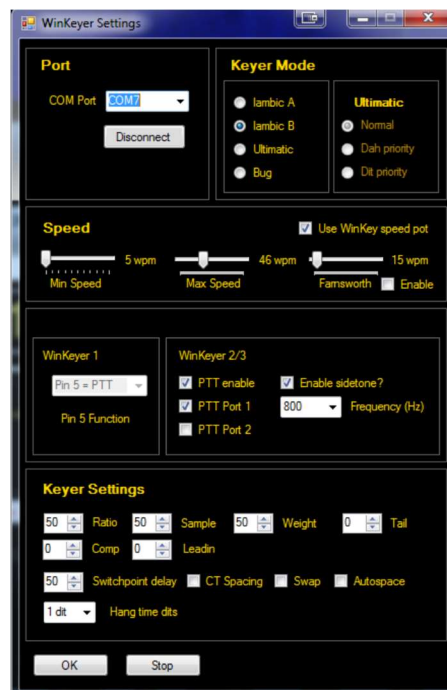 WinKeyer Settings
Port
COM Port COM7
Disconnect
Keyer Mode
Iambic A
Iambic B
Ultimatic
Bug
Ultimatic
Normal
Dah priority
Dit priority
Speed
Use WinKey speed pot
5 wpm 46 wpm 15 wpm
Min Speed Max Speed Farnsworth Enable
WinKeyer 1
Pin 5 = PTT
Pin 5 Function
WinKeyer 2/3
PTT enable Enable sidetone?
PTT Port 1 800 Frequency (Hz)
PTT Port 2
Keyer Settings
50 Ratio 50 Sample 50 Weight 0 Tail
0 Comp 0 Leadin
50 Switchpoint delay CT Spacing Swap Autospace
1 dit Hang time dits
OK Stop